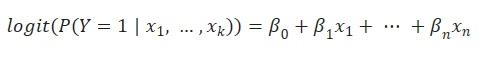 logit(P(Y = 1 | x₁, ... , xₖ)) = β₀ + β₁x₁ + ⋯ + βₙxₙ